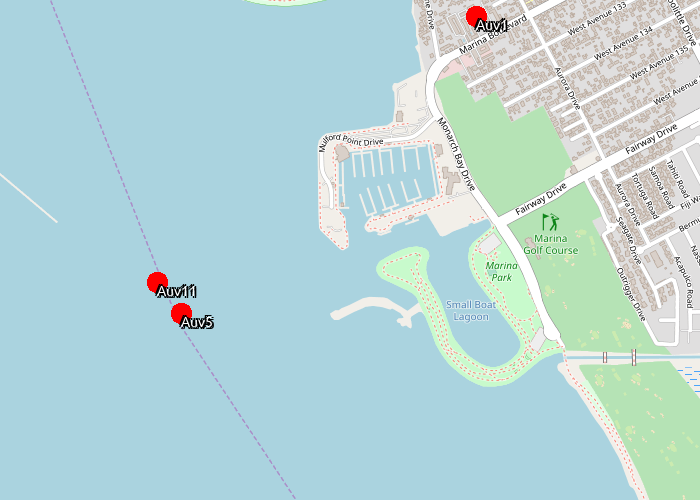 Auv1
Marina Boulevard
West Avenue 133
West Avenue 134
West Avenue 135
West Avenue
Doolittle Drive
Aurora Drive
Fairway Drive
Mulford Point Drive
Monarch Bay Drive
Fairway Drive
Marina
Golf Course
Marina
Park
Small Boat
Lagoon
Tahiti Road
Samoa Road
Tortuga Road
Aurora Drive
Seagate Drive
Outrigger Drive
Acapulco Road
Fiji Wa
Bermu
Nass
Auv11
Auv5